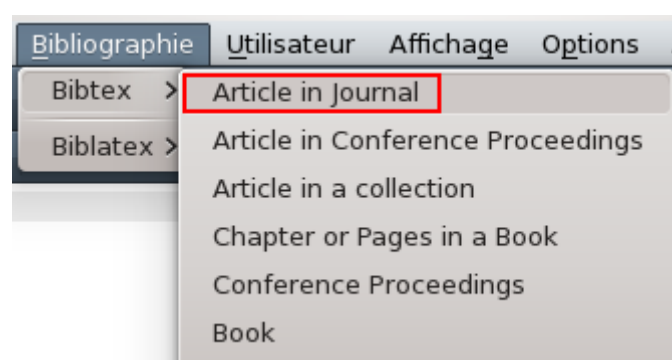 Bibliographie Utilisateur Affichage Options
Bibtex > Article in Journal
Article in Conference Proceedings
Biblatex >
Article in a collection
Chapter or Pages in a Book
Conference Proceedings
Book